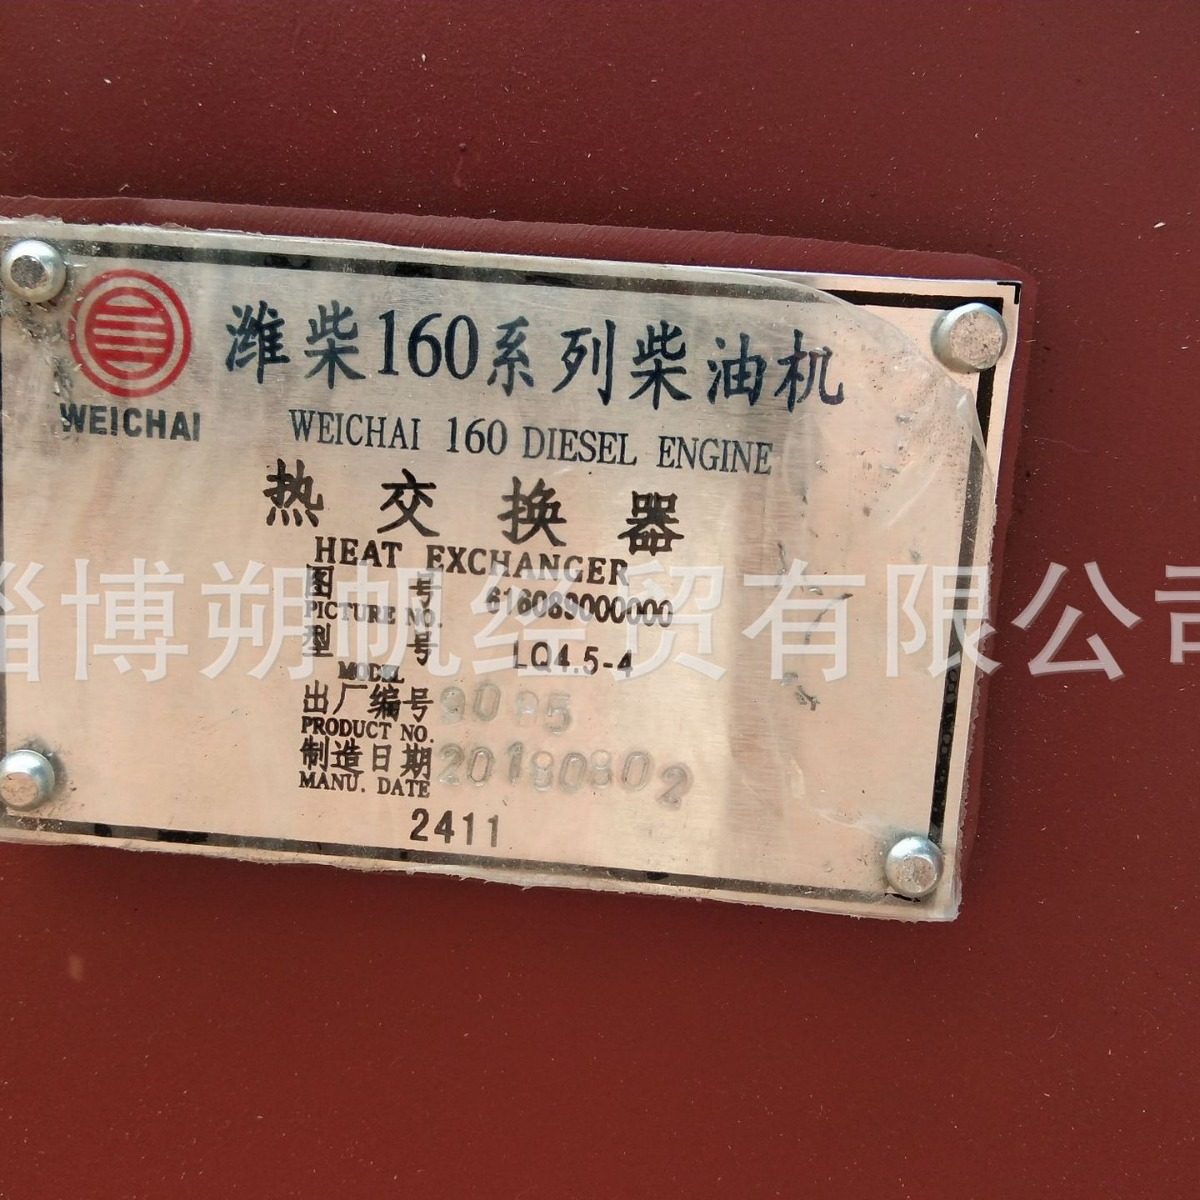 潍柴160系列柴油机
WEICHAI
WEICHAI 160 DIESEL ENGINE
热交换器
HEAT EXCHANGER
图号 616089000000
PICTURE NO.
淄博朔帆经贸有限公司
型号 LQ4.5-4
MODEL
出厂编号
PRODUCT NO.
制造日期 20180802
MANU. DATE
2411